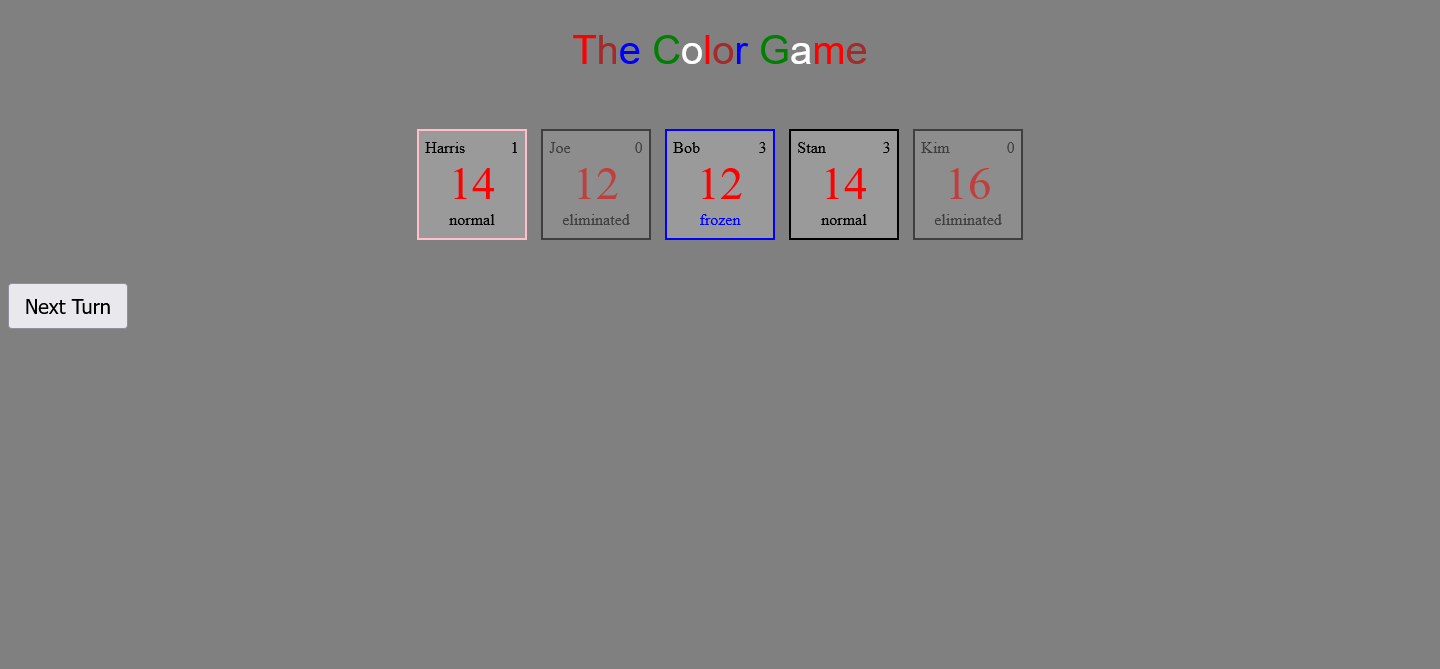 The Color Game
Harris 1
14
normal
Joe 0
12
eliminated
Bob 3
12
frozen
Stan 3
14
normal
Kim 0
16
eliminated
Next Turn